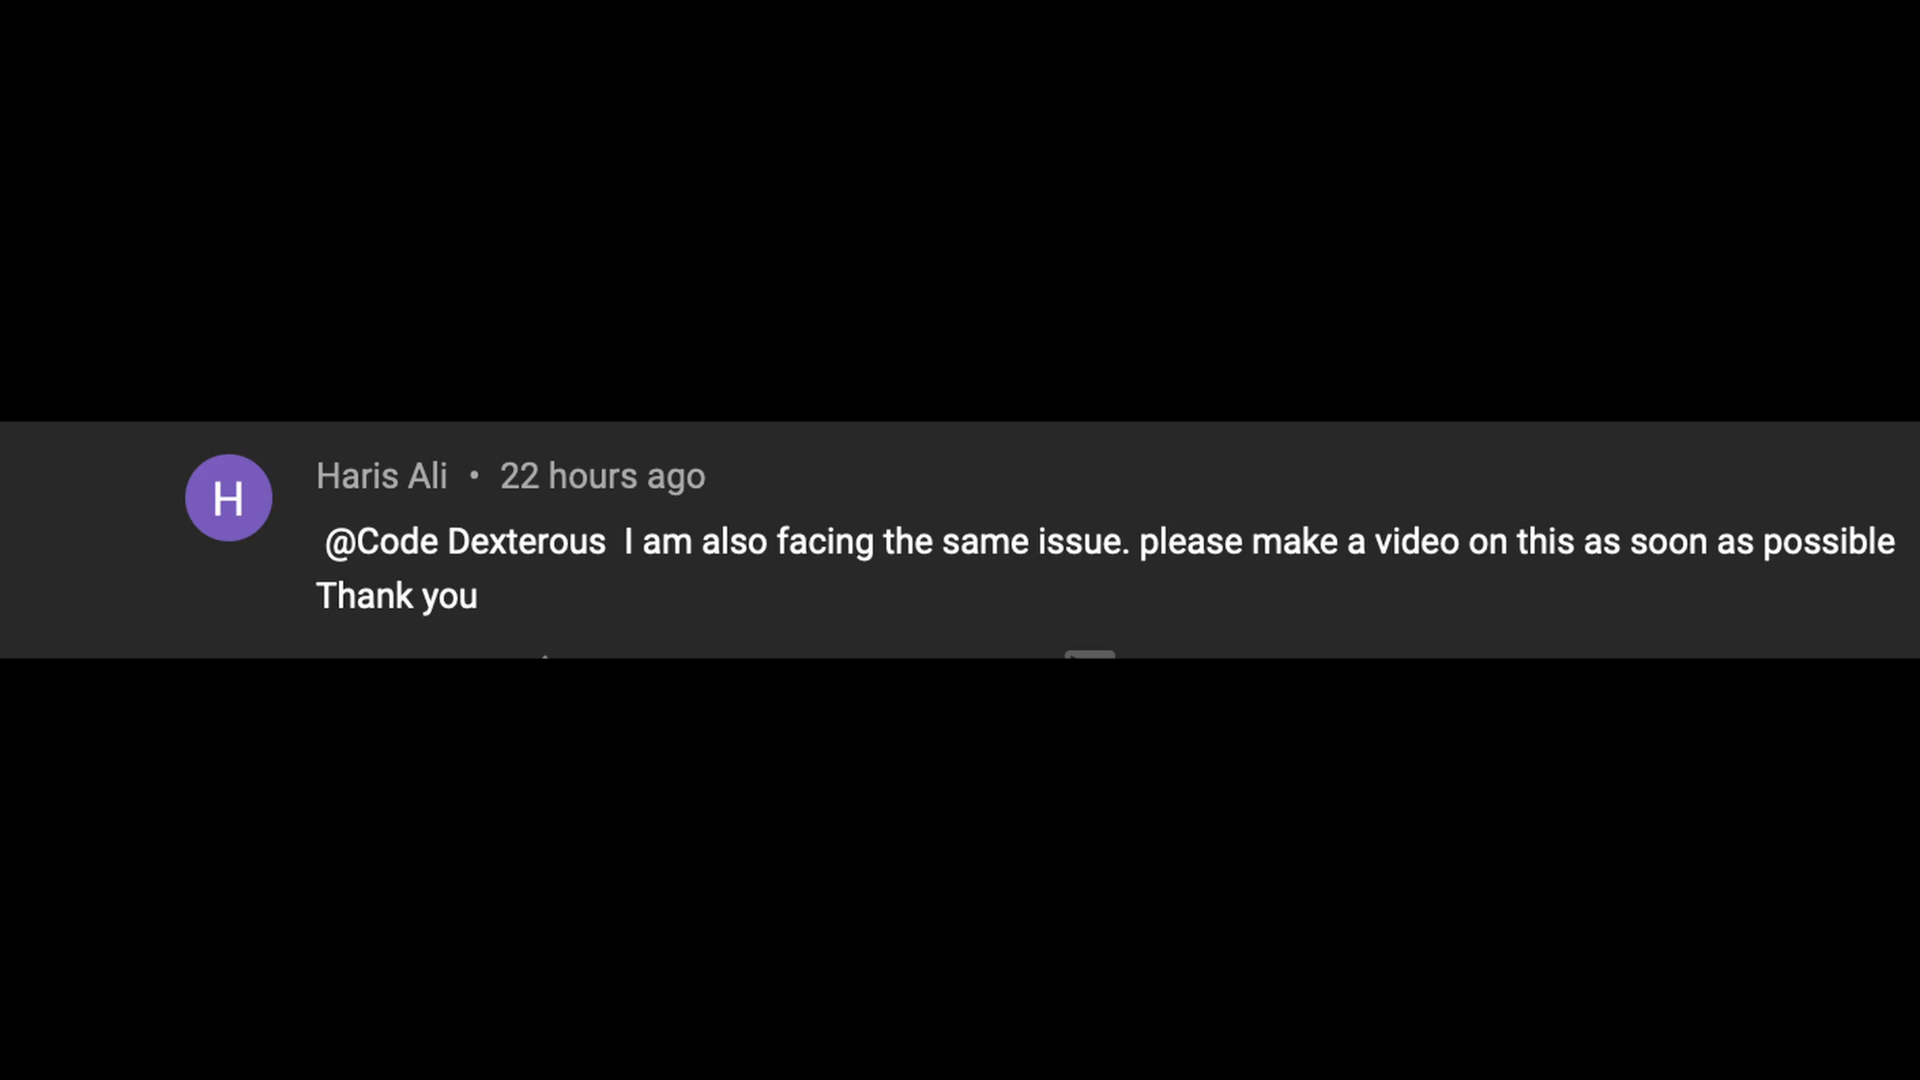 H
Haris Ali • 22 hours ago
@Code Dexterous I am also facing the same issue. please make a video on this as soon as possible
Thank you